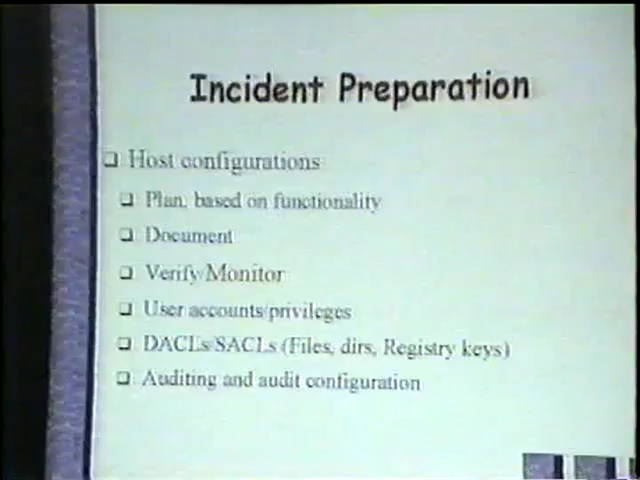 Incident Preparation
❑ Host configurations
❑ Plan, based on functionality
❑ Document
❑ Verify/Monitor
❑ User accounts/privileges
❑ DACLs/SACLs (Files, dirs, Registry keys)
❑ Auditing and audit configuration